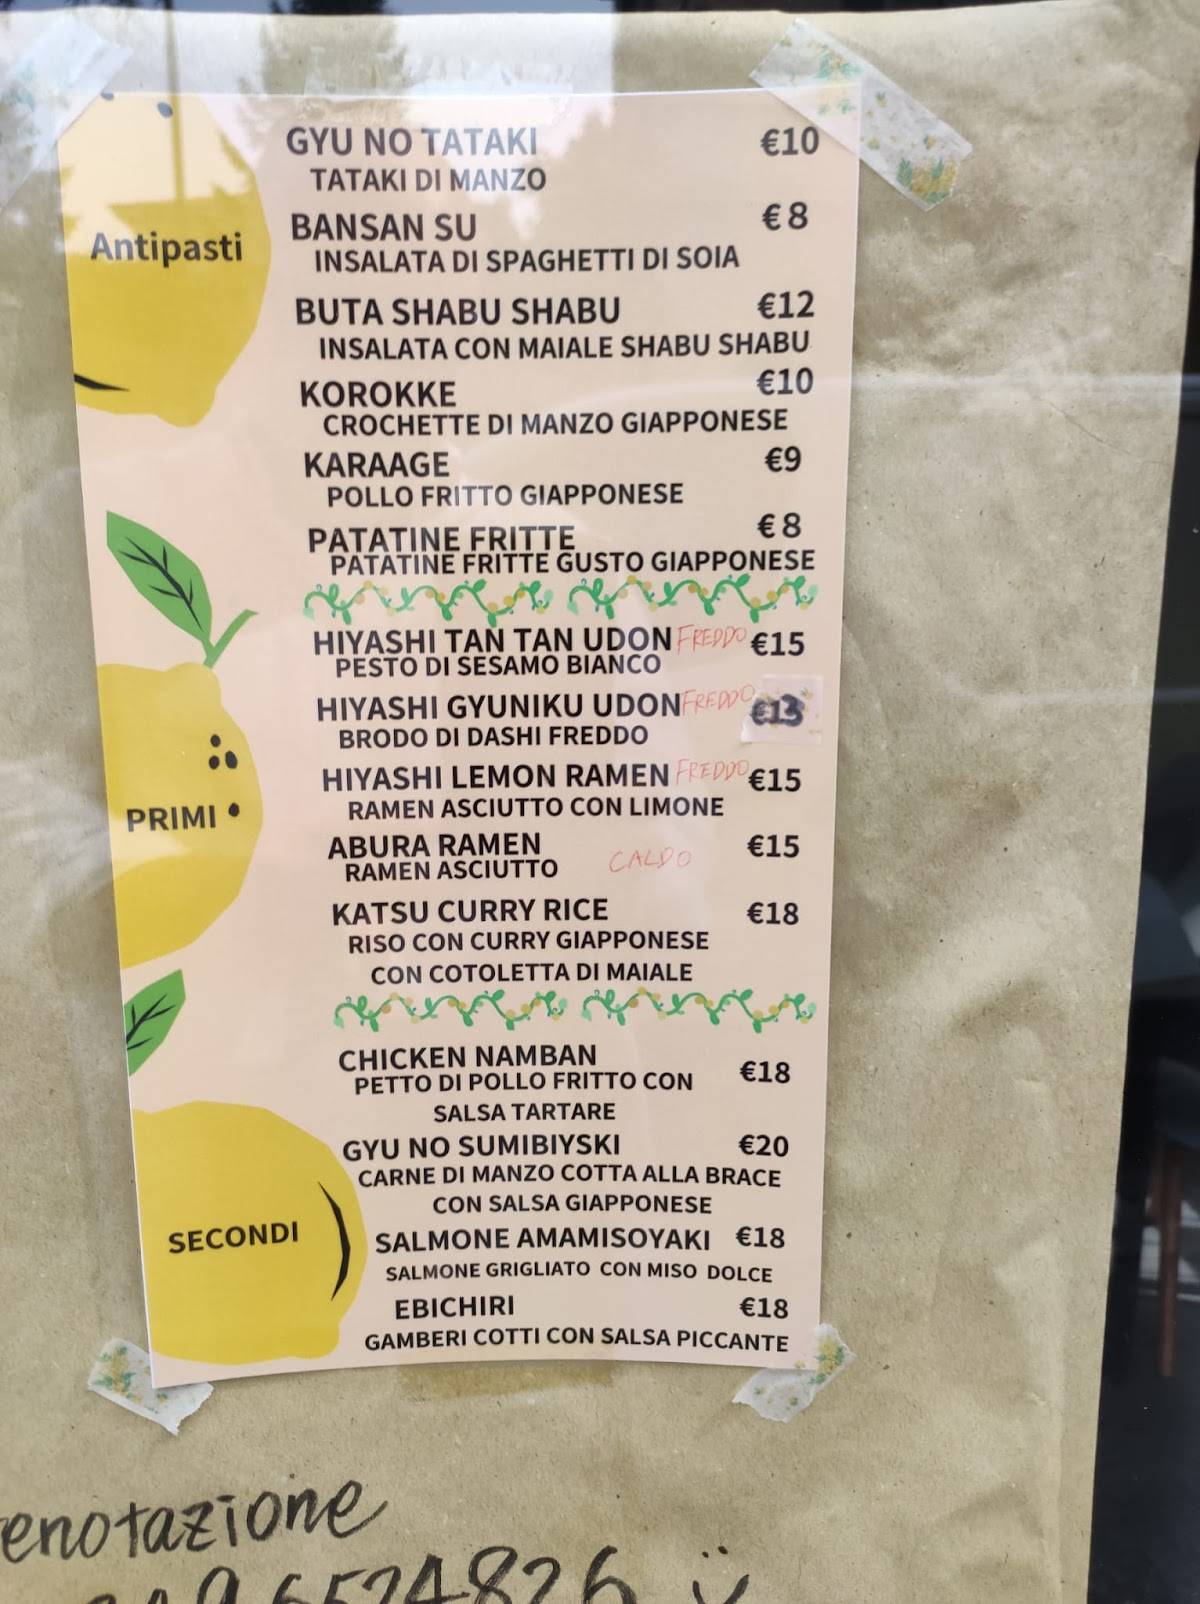 Antipasti
GYU NO TATAKI €10
TATAKI DI MANZO
BANSAN SU € 8
INSALATA DI SPAGHETTI DI SOIA
BUTA SHABU SHABU €12
INSALATA CON MAIALE SHABU SHABU
KOROKKE €10
CROCHETTE DI MANZO GIAPPONESE
KARAAGE €9
POLLO FRITTO GIAPPONESE
PATATINE FRITTE € 8
PATATINE FRITTE GUSTO GIAPPONESE
PRIMI
HIYASHI TAN TAN UDON FREDDO €15
PESTO DI SESAMO BIANCO
HIYASHI GYUNIKU UDON FREDDO €13
BRODO DI DASHI FREDDO
HIYASHI LEMON RAMEN FREDDO €15
RAMEN ASCIUTTO CON LIMONE
ABURA RAMEN €15
RAMEN ASCIUTTO CALDO
KATSU CURRY RICE €18
RISO CON CURRY GIAPPONESE
CON COTOLETTA DI MAIALE
SECONDI
CHICKEN NAMBAN €18
PETTO DI POLLO FRITTO CON
SALSA TARTARE
GYU NO SUMIBIYSKI €20
CARNE DI MANZO COTTA ALLA BRACE
CON SALSA GIAPPONESE
SALMONE AMAMISOYAKI €18
SALMONE GRIGLIATO CON MISO DOLCE
EBICHIRI €18
GAMBERI COTTI CON SALSA PICCANTE
enotazione